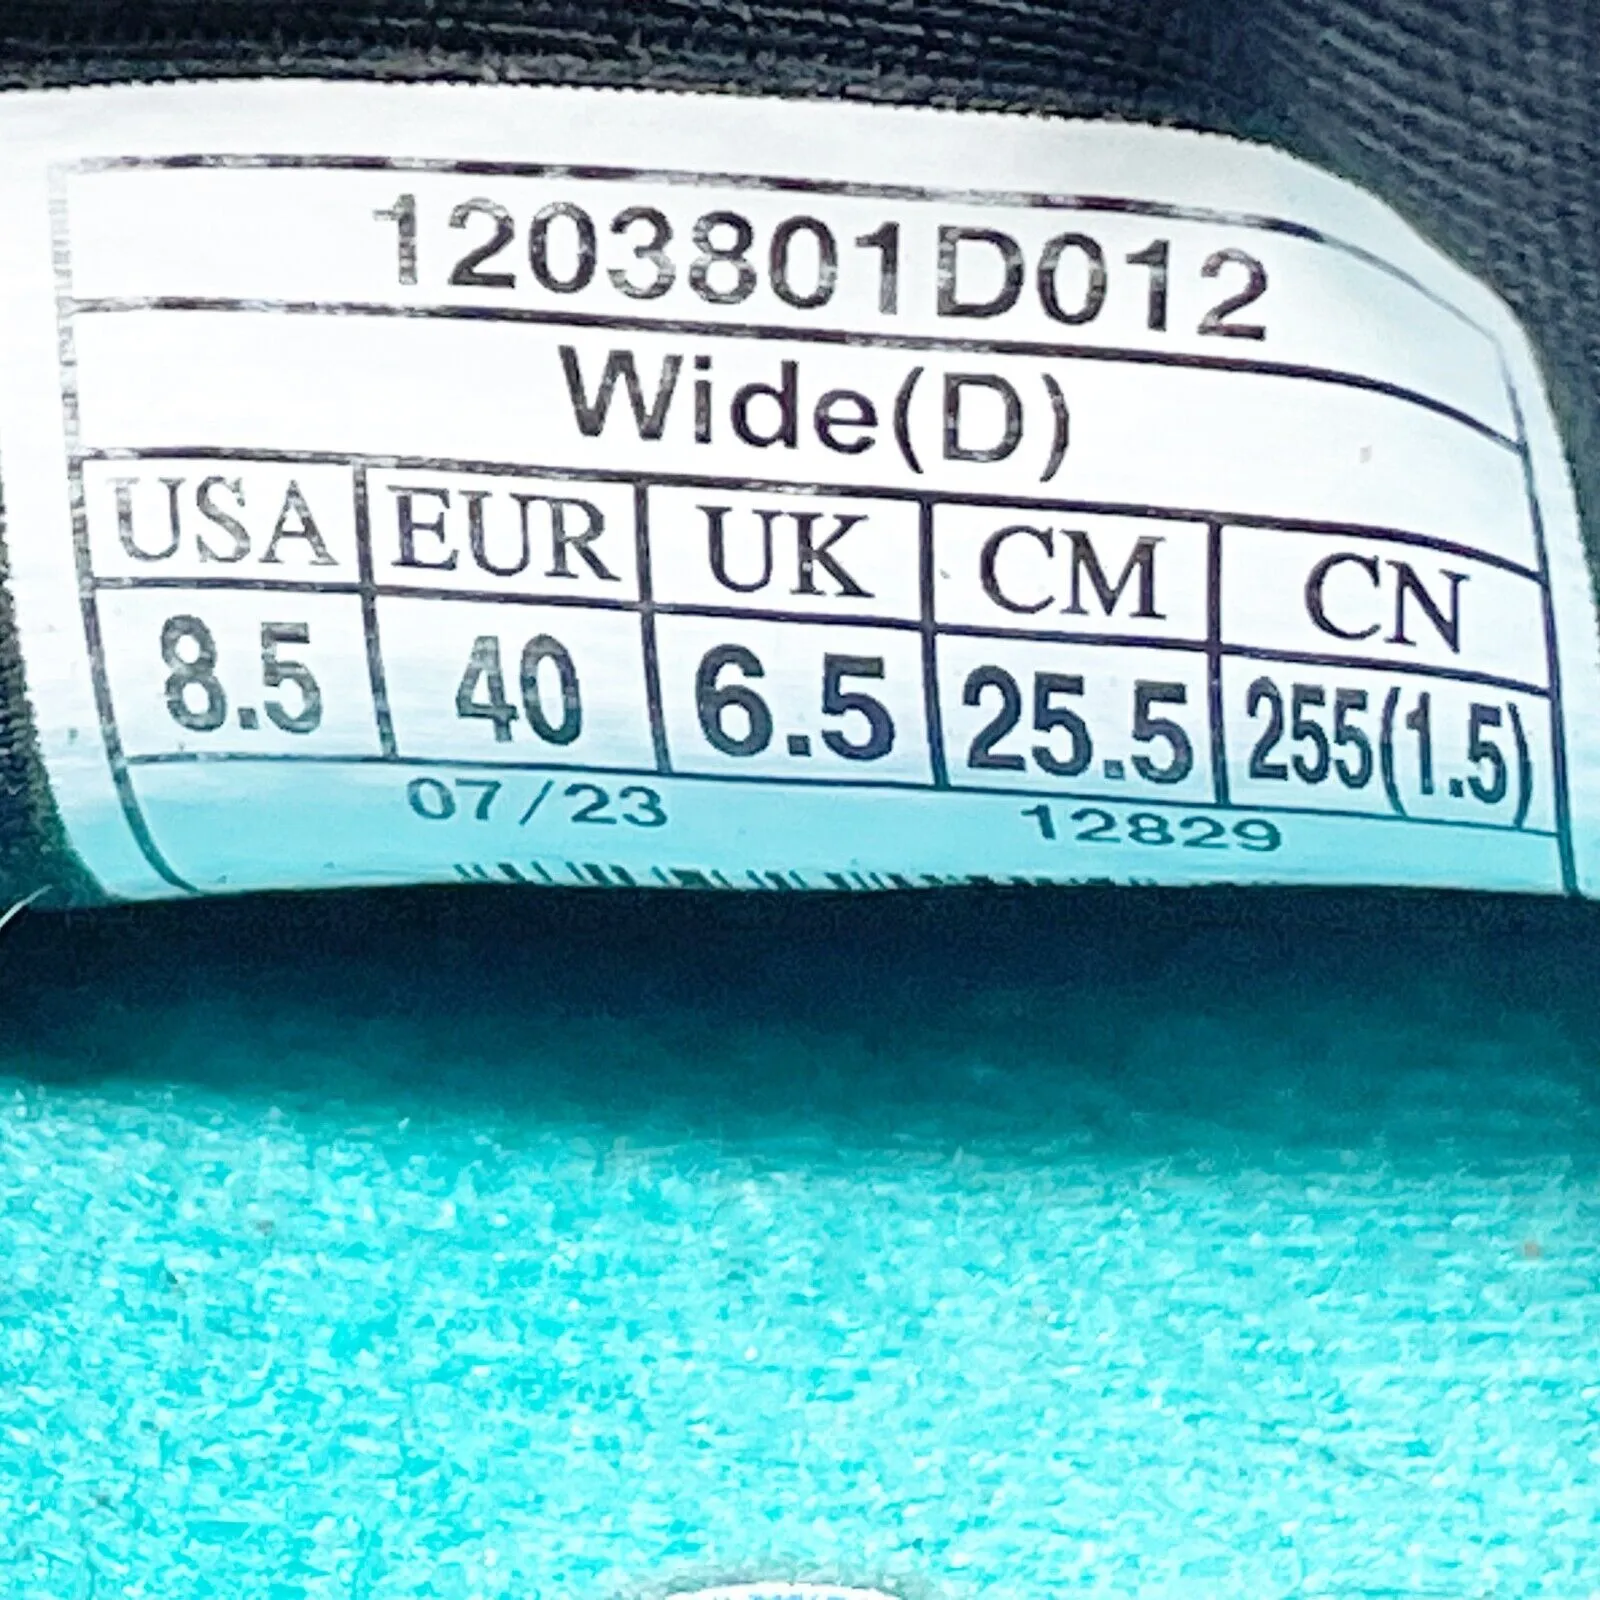 1203801D012
Wide(D)
USA EUR UK CM CN
8.5 40 6.5 25.5 255(1.5)
07/23 12829